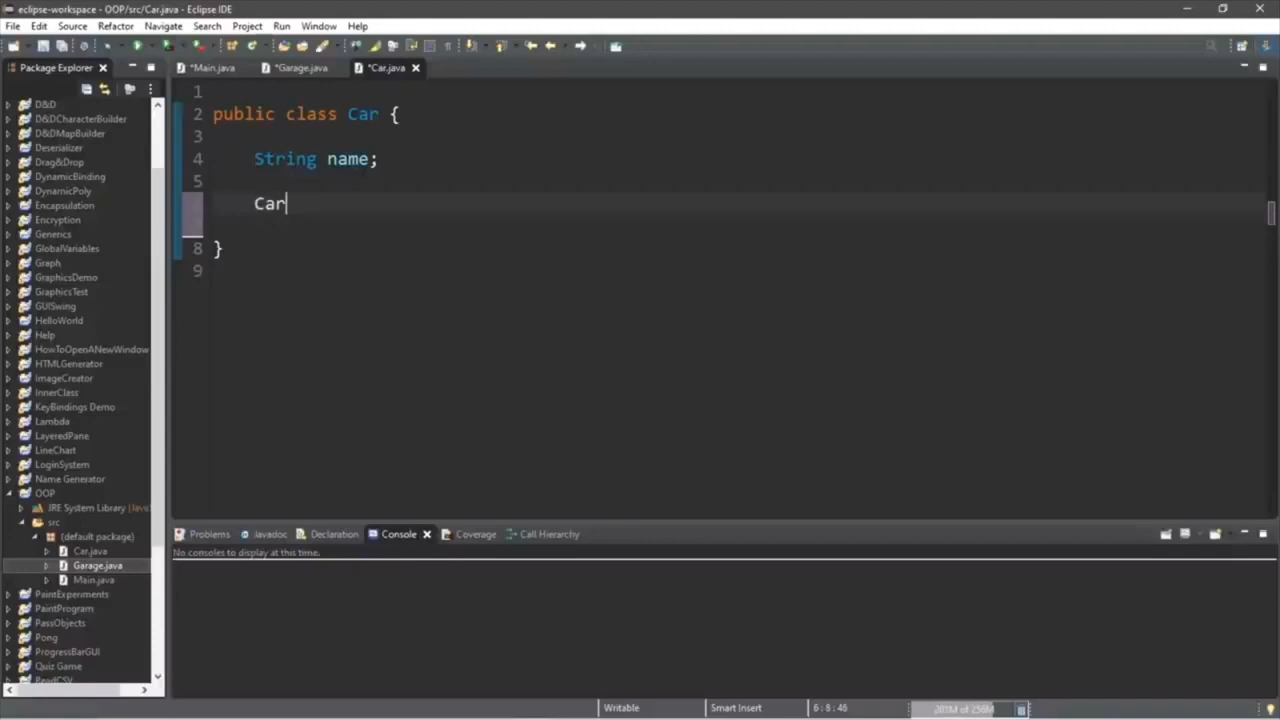 eclipse-workspace - OOP/src/Car.java - Eclipse IDE
File Edit Source Refactor Navigate Search Project Run Window Help
Package Explorer
*Main.java *Garage.java *Car.java
1
2 public class Car {
3
4 String name;
5
Car
8 }
9
D&D
D&DCharacterBuilder
D&DMapBuilder
Deserializer
Drag&Drop
DynamicBinding
DynamicPoly
Encapsulation
Encryption
Generics
GlobalVariables
Graph
GraphicsDemo
GraphicsTest
GUISwing
HelloWorld
Help
HowToOpenANewWindow
HTMLGenerator
ImageCreator
InnerClass
KeyBindings Demo
Lambda
LayeredPane
LineChart
LoginSystem
Name Generator
OOP
JRE System Library [Java
src
(default package)
Car.java
Garage.java
Main.java
PaintExperiments
PaintProgram
PassObjects
Pong
ProgressBarGUI
Quiz Game
ReadCSV
Problems Javadoc Declaration Console Coverage Call Hierarchy
No consoles to display at this time.
Writable Smart Insert 6:8:46 201M of 256M